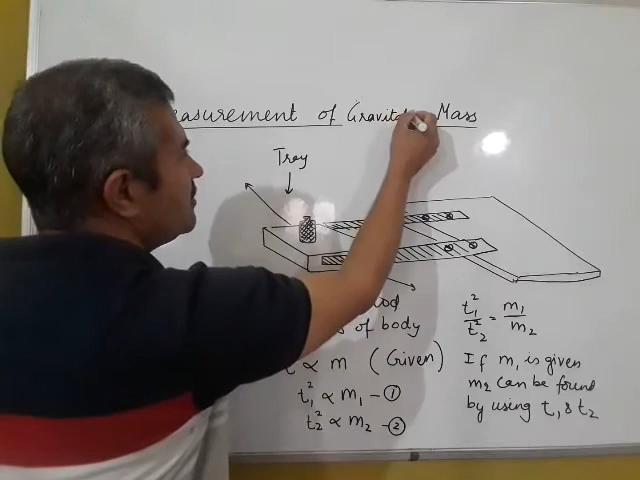 easurement of Gravita Mass
Tray
od
s of body
t ∝ m (Given)
t₁² ∝ m₁ - ①
t₂² ∝ m₂ - ②
t₁²/t₂² = m₁/m₂
If m₁ is given
m₂ can be found
by using t₁ & t₂